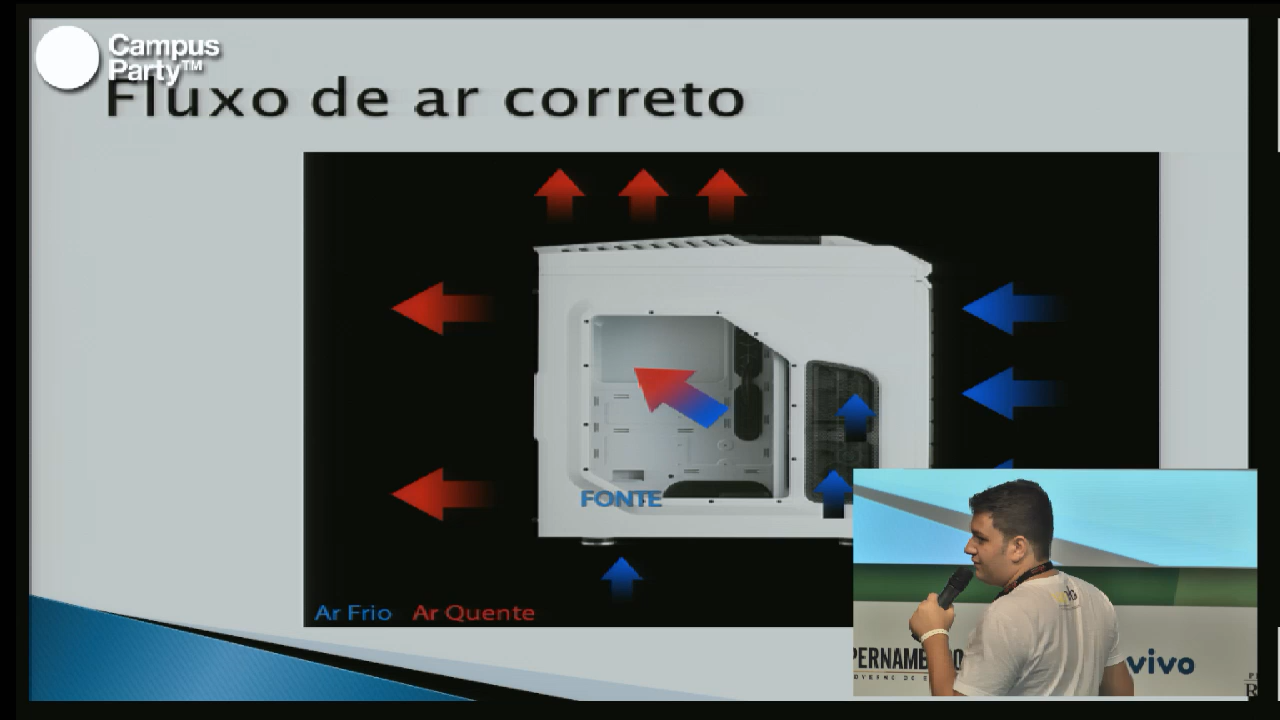 Campus
Party™
Fluxo de ar correto
FONTE
Ar Frio Ar Quente
vivo